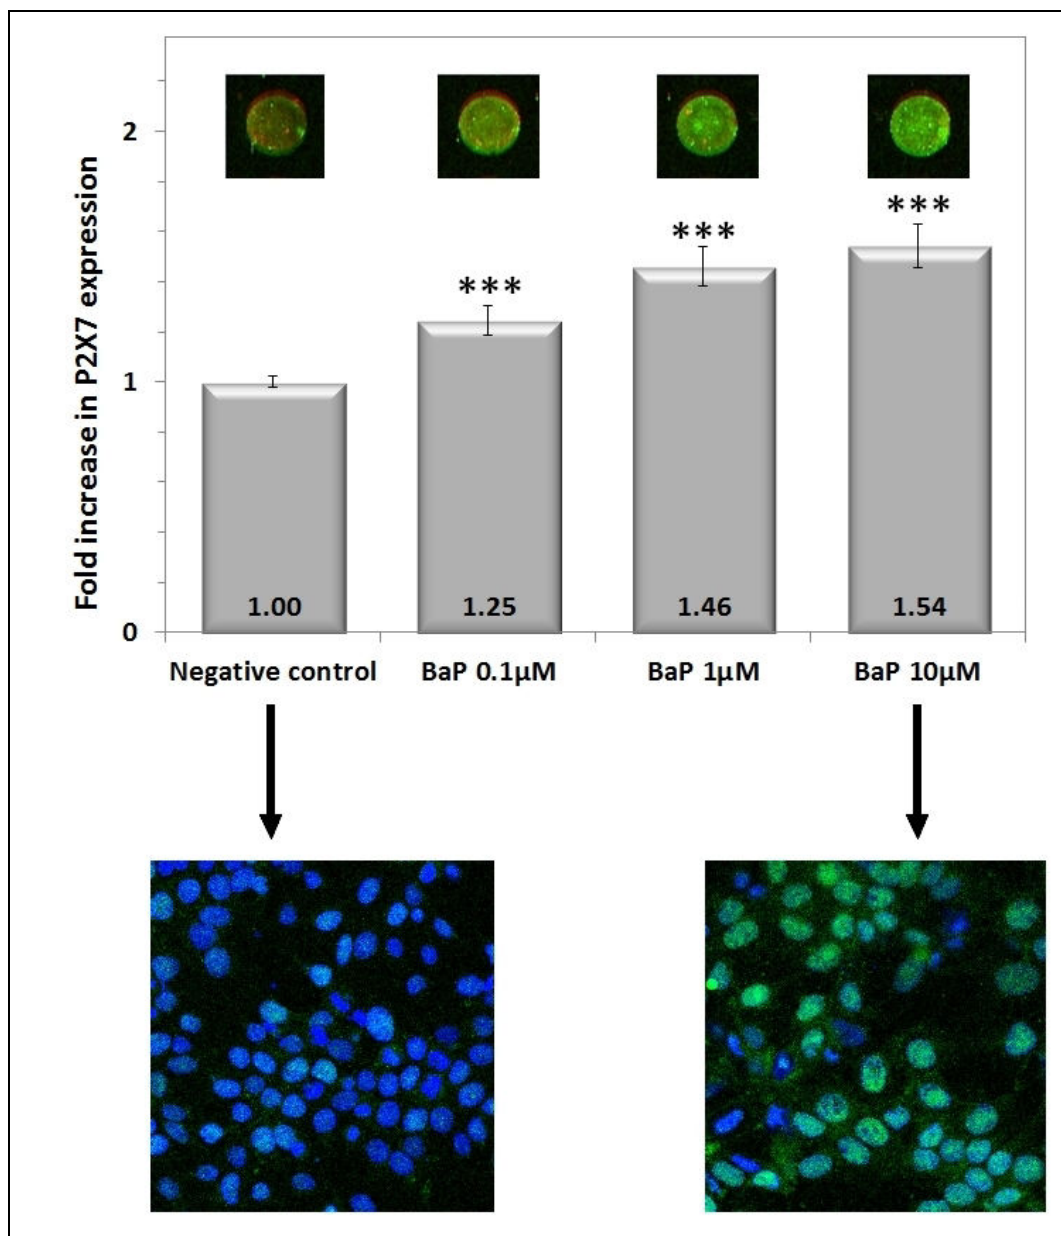 Fold increase in P2X7 expression
2
1
0
***
***
***
1.00
1.25
1.46
1.54
Negative control
BaP 0.1µM
BaP 1µM
BaP 10µM